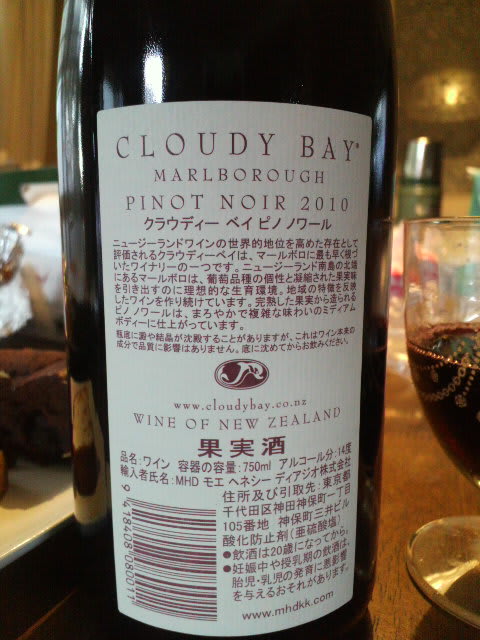 CLOUDY BAY®
MARLBOROUGH
PINOT NOIR 2010
クラウディー ベイ ピノ ノワール
ニュージーランドワインの世界的地位を高めた存在として
評価されるクラウディーベイは、マールボロに最も早く根づ
いたワイナリーの一つです。ニュージーランド南島の北端
にあるマールボロは、葡萄品種の個性と凝縮された果実味
を引き出すのに理想的な生育環境。地域の特徴を反映
したワインを作り続けています。完熟した果実から造られる
ピノ ノワールは、まろやかで複雑な味わいのミディアム
ボディーに仕上がっています。
瓶底に澱や結晶が沈殿することがありますが、これはワイン本来の
成分で品質に影響はありません。底に沈めてからお飲みください。
www.cloudybay.co.nz
WINE OF NEW ZEALAND
果実酒
品名:ワイン 容器の容量:750ml アルコール分:14度
輸入者氏名:MHD モエ ヘネシー ディアジオ株式会社
住所及び引取先:東京都
千代田区神田神保町一丁目
105番地 神保町三井ビル
酸化防止剤(亜硫酸塩)
●飲酒は20歳になってから。
●妊娠中や授乳期の飲酒は、
胎児・乳児の発育に悪影響
を与えるおそれがあります。
www.mhdkk.com
9 418408 080011